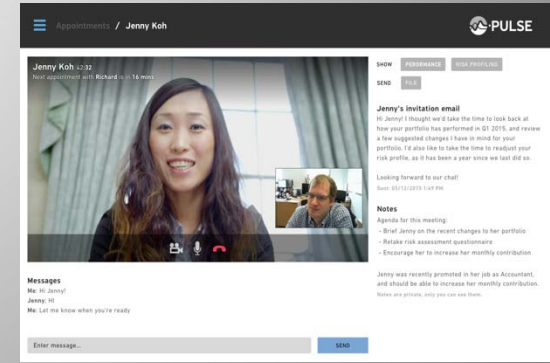 Appointments / Jenny Koh
PULSE
Jenny Koh 42:32
Next appointment with Richard is in 16 mins
SHOW PERFORMANCE RISK PROFILING
SEND FILE
Jenny's invitation email
Hi Jenny! I thought we'd take the time to look back at
how your portfolio has performed in Q1 2015, and review
a few suggested changes I have in mind for your
portfolio. I'd also like to take the time to readjust your
risk profile, as it has been a year since we last did so.
Looking forward to our chat!
Sent: 05/12/2015 1:49 PM
Notes
Agenda for this meeting:
- Brief Jenny on the recent changes to her portfolio
- Retake risk assessment questionnaire
- Encourage her to increase her monthly contribution
Jenny was recently promoted in her job as Accountant,
and should be able to increase her monthly contribution.
Notes are private, only you can see them.
Messages
Me: Hi Jenny!
Jenny: HI
Me: Let me know when you're ready
Enter message...
SEND